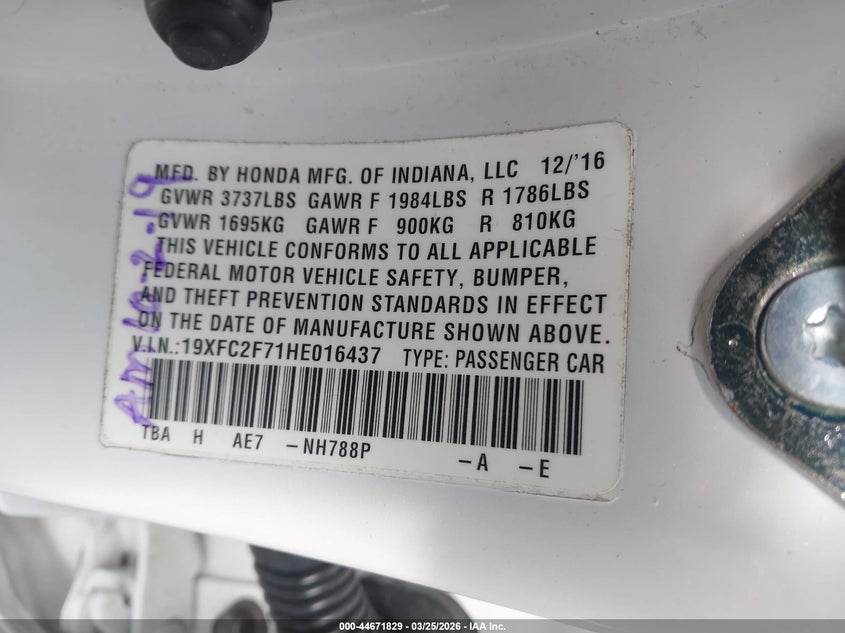 MFD. BY HONDA MFG. OF INDIANA, LLC 12/'16
GVWR 3737LBS GAWR F 1984LBS R 1786LBS
GVWR 1695KG GAWR F 900KG R 810KG
THIS VEHICLE CONFORMS TO ALL APPLICABLE
FEDERAL MOTOR VEHICLE SAFETY, BUMPER,
AND THEFT PREVENTION STANDARDS IN EFFECT
ON THE DATE OF MANUFACTURE SHOWN ABOVE.
V.I.N.:19XFC2F71HE016437 TYPE: PASSENGER CAR
TBA H AE7 –NH788P –A –E
000-44671829 — 03/25/2026 — IAA Inc.